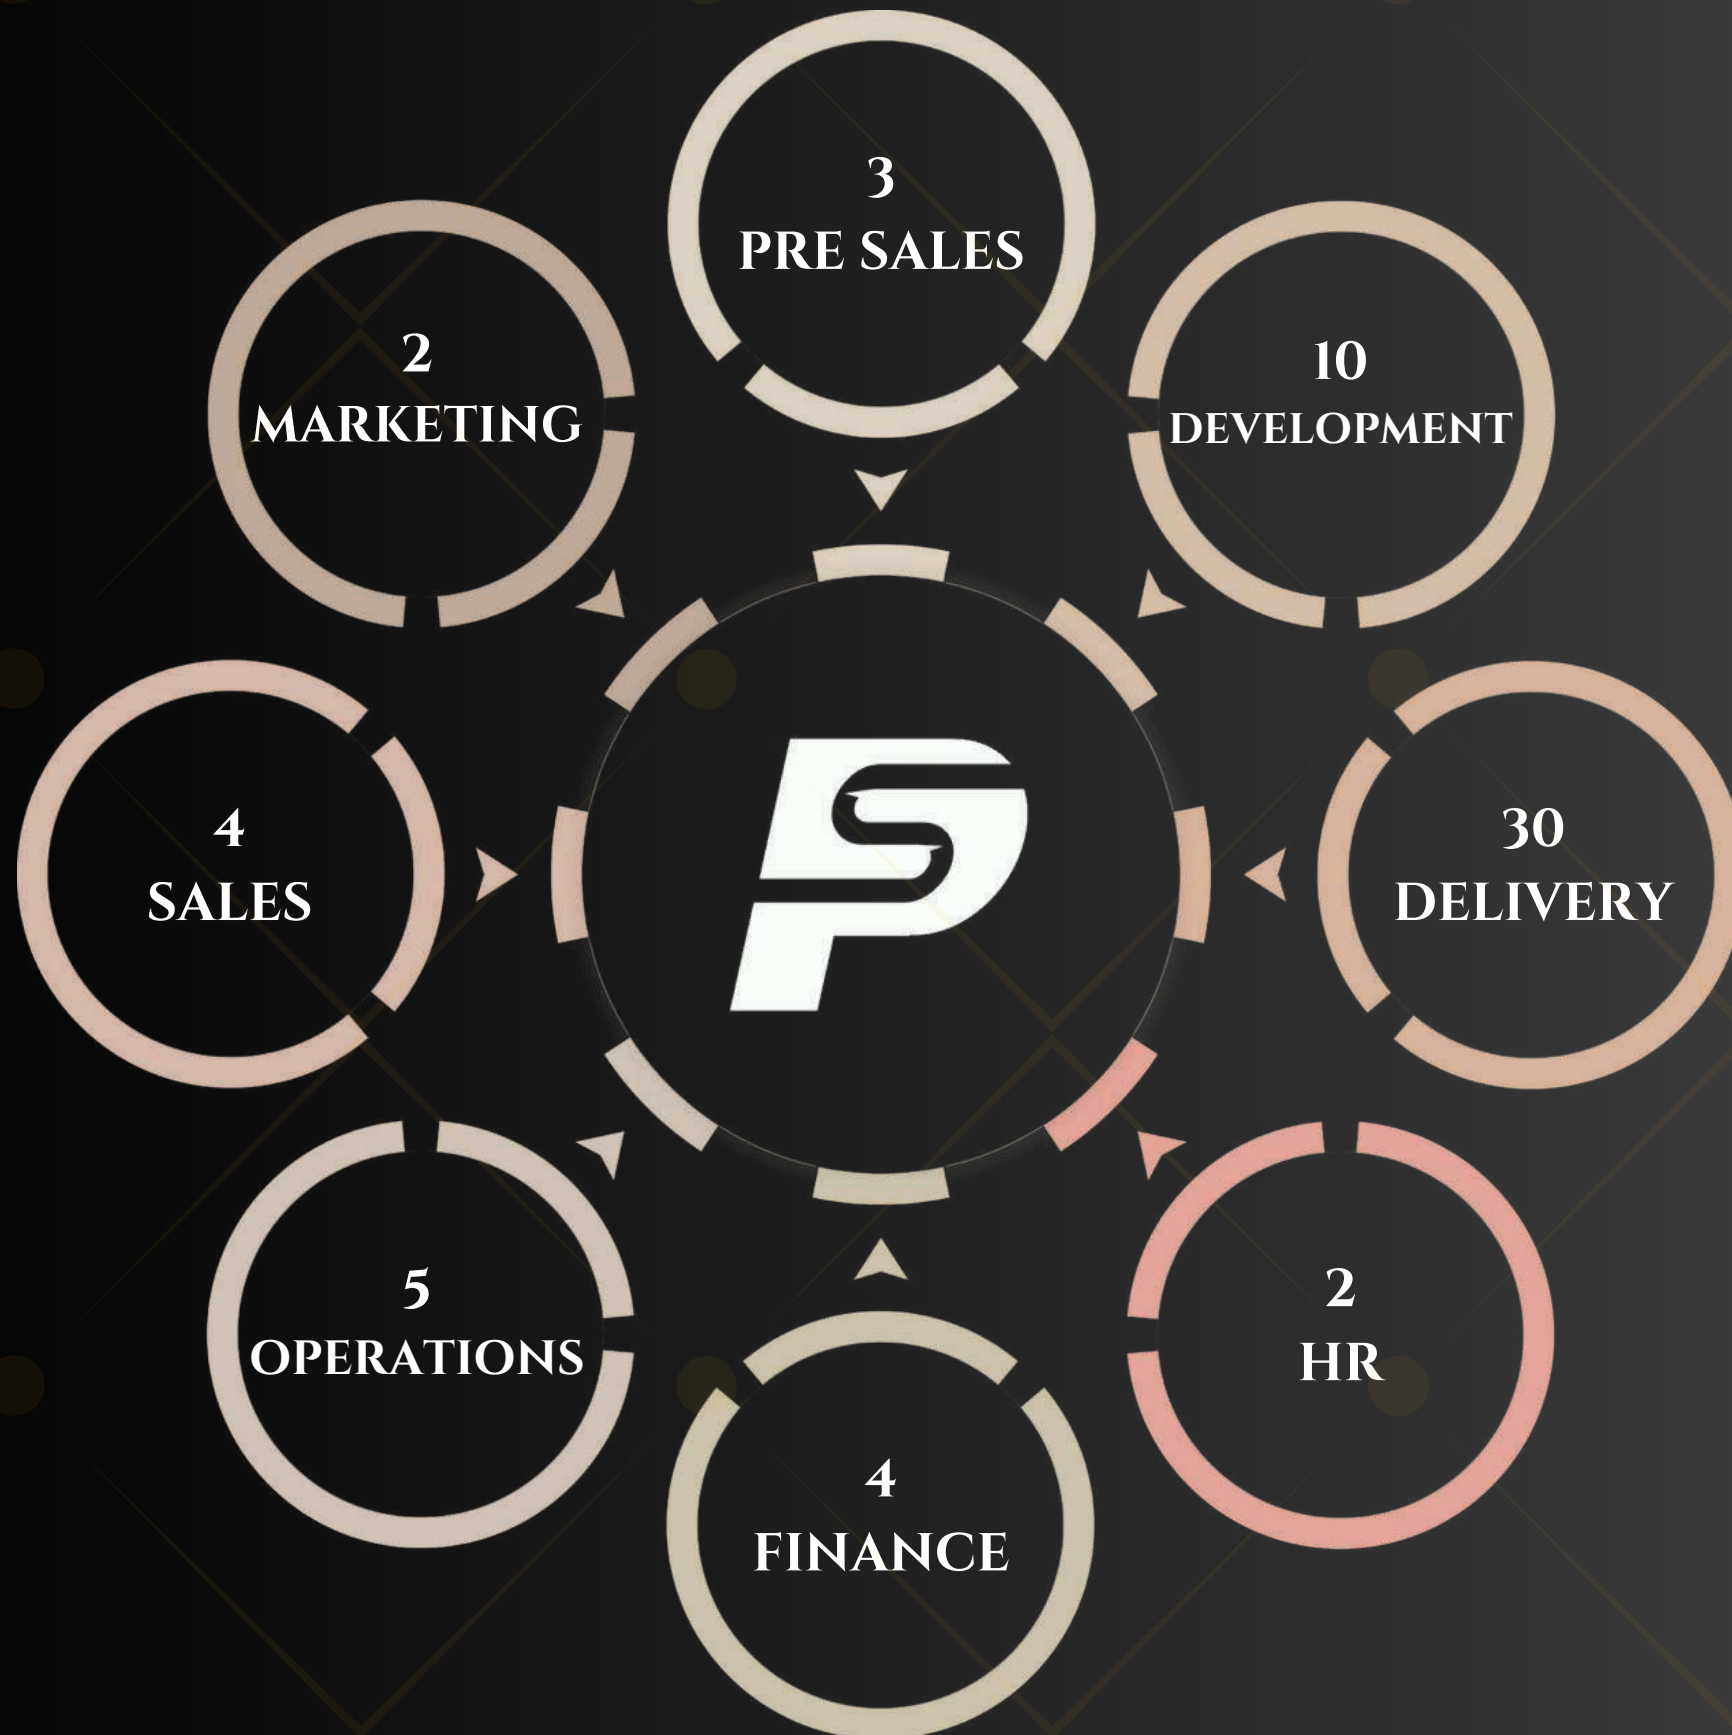 3
PRE SALES
2
MARKETING
10
DEVELOPMENT
4
SALES
30
DELIVERY
5
OPERATIONS
2
HR
4
FINANCE